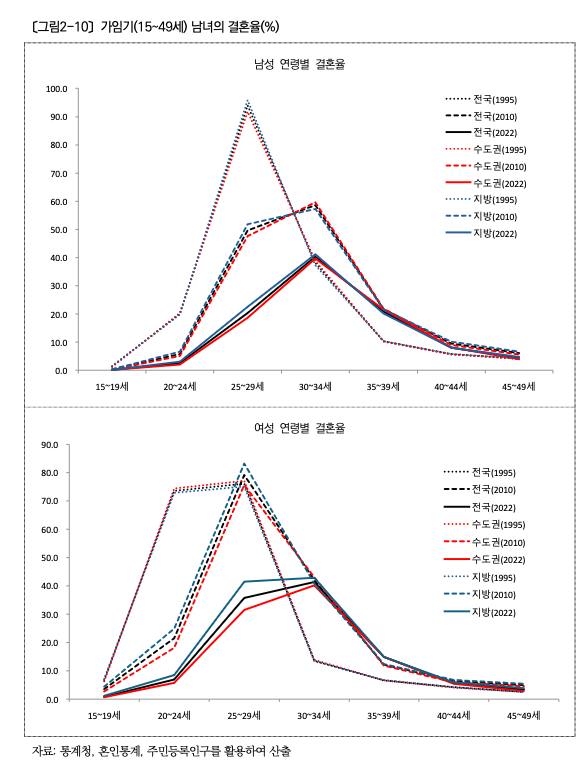 [그림2-10] 가임기(15~49세) 남녀의 결혼율(%)
남성 연령별 결혼율
100.0
90.0
80.0
70.0
60.0
50.0
40.0
30.0
20.0
10.0
0.0
전국(1995)
전국(2010)
전국(2022)
수도권(1995)
수도권(2010)
수도권(2022)
지방(1995)
지방(2010)
지방(2022)
15~19세 20~24세 25~29세 30~34세 35~39세 40~44세 45~49세
여성 연령별 결혼율
90.0
80.0
70.0
60.0
50.0
40.0
30.0
20.0
10.0
0.0
전국(1995)
전국(2010)
전국(2022)
수도권(1995)
수도권(2010)
수도권(2022)
지방(1995)
지방(2010)
지방(2022)
15~19세 20~24세 25~29세 30~34세 35~39세 40~44세 45~49세
자료: 통계청, 혼인통계, 주민등록인구를 활용하여 산출